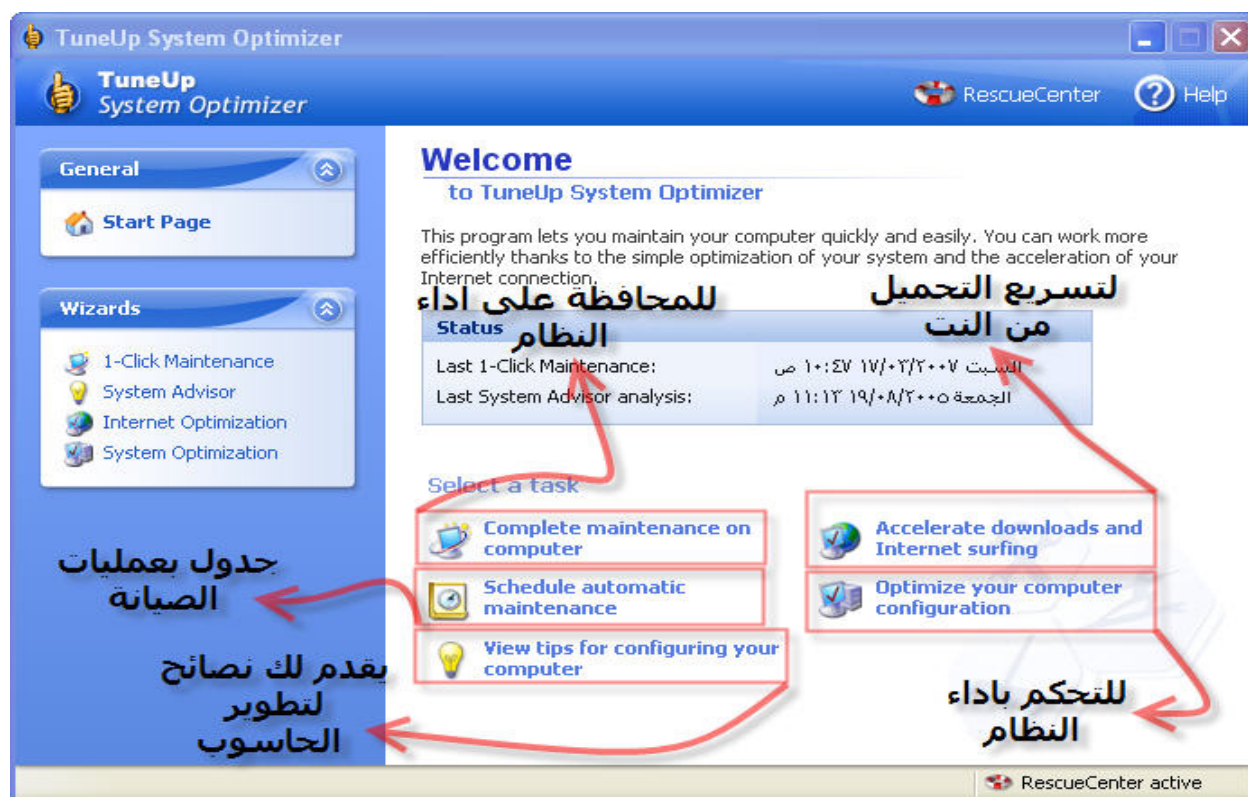 TuneUp System Optimizer
TuneUp
System Optimizer
RescueCenter
Help
General
Start Page
Wizards
1-Click Maintenance
System Advisor
Internet Optimization
System Optimization
Welcome
to TuneUp System Optimizer
This program lets you maintain your computer quickly and easily. You can work more
efficiently thanks to the simple optimization of your system and the acceleration of your
Internet connection.
للمحافظة على اداء
النظام
لتسريع التحميل
من النت
Status
Last 1-Click Maintenance:
السبت ١٧/٠٣/٢٠٠٧ ١٠:٤٧ ص
Last System Advisor analysis:
الجمعة ١٩/٠٨/٢٠٠٥ ١١:١٣ م
Select a task
Complete maintenance on
computer
Accelerate downloads and
Internet surfing
Schedule automatic
maintenance
Optimize your computer
configuration
View tips for configuring your
computer
جدول بعمليات
الصيانة
يقدم لك نصائح
لتطوير
الحاسوب
للتحكم باداء
النظام
RescueCenter active